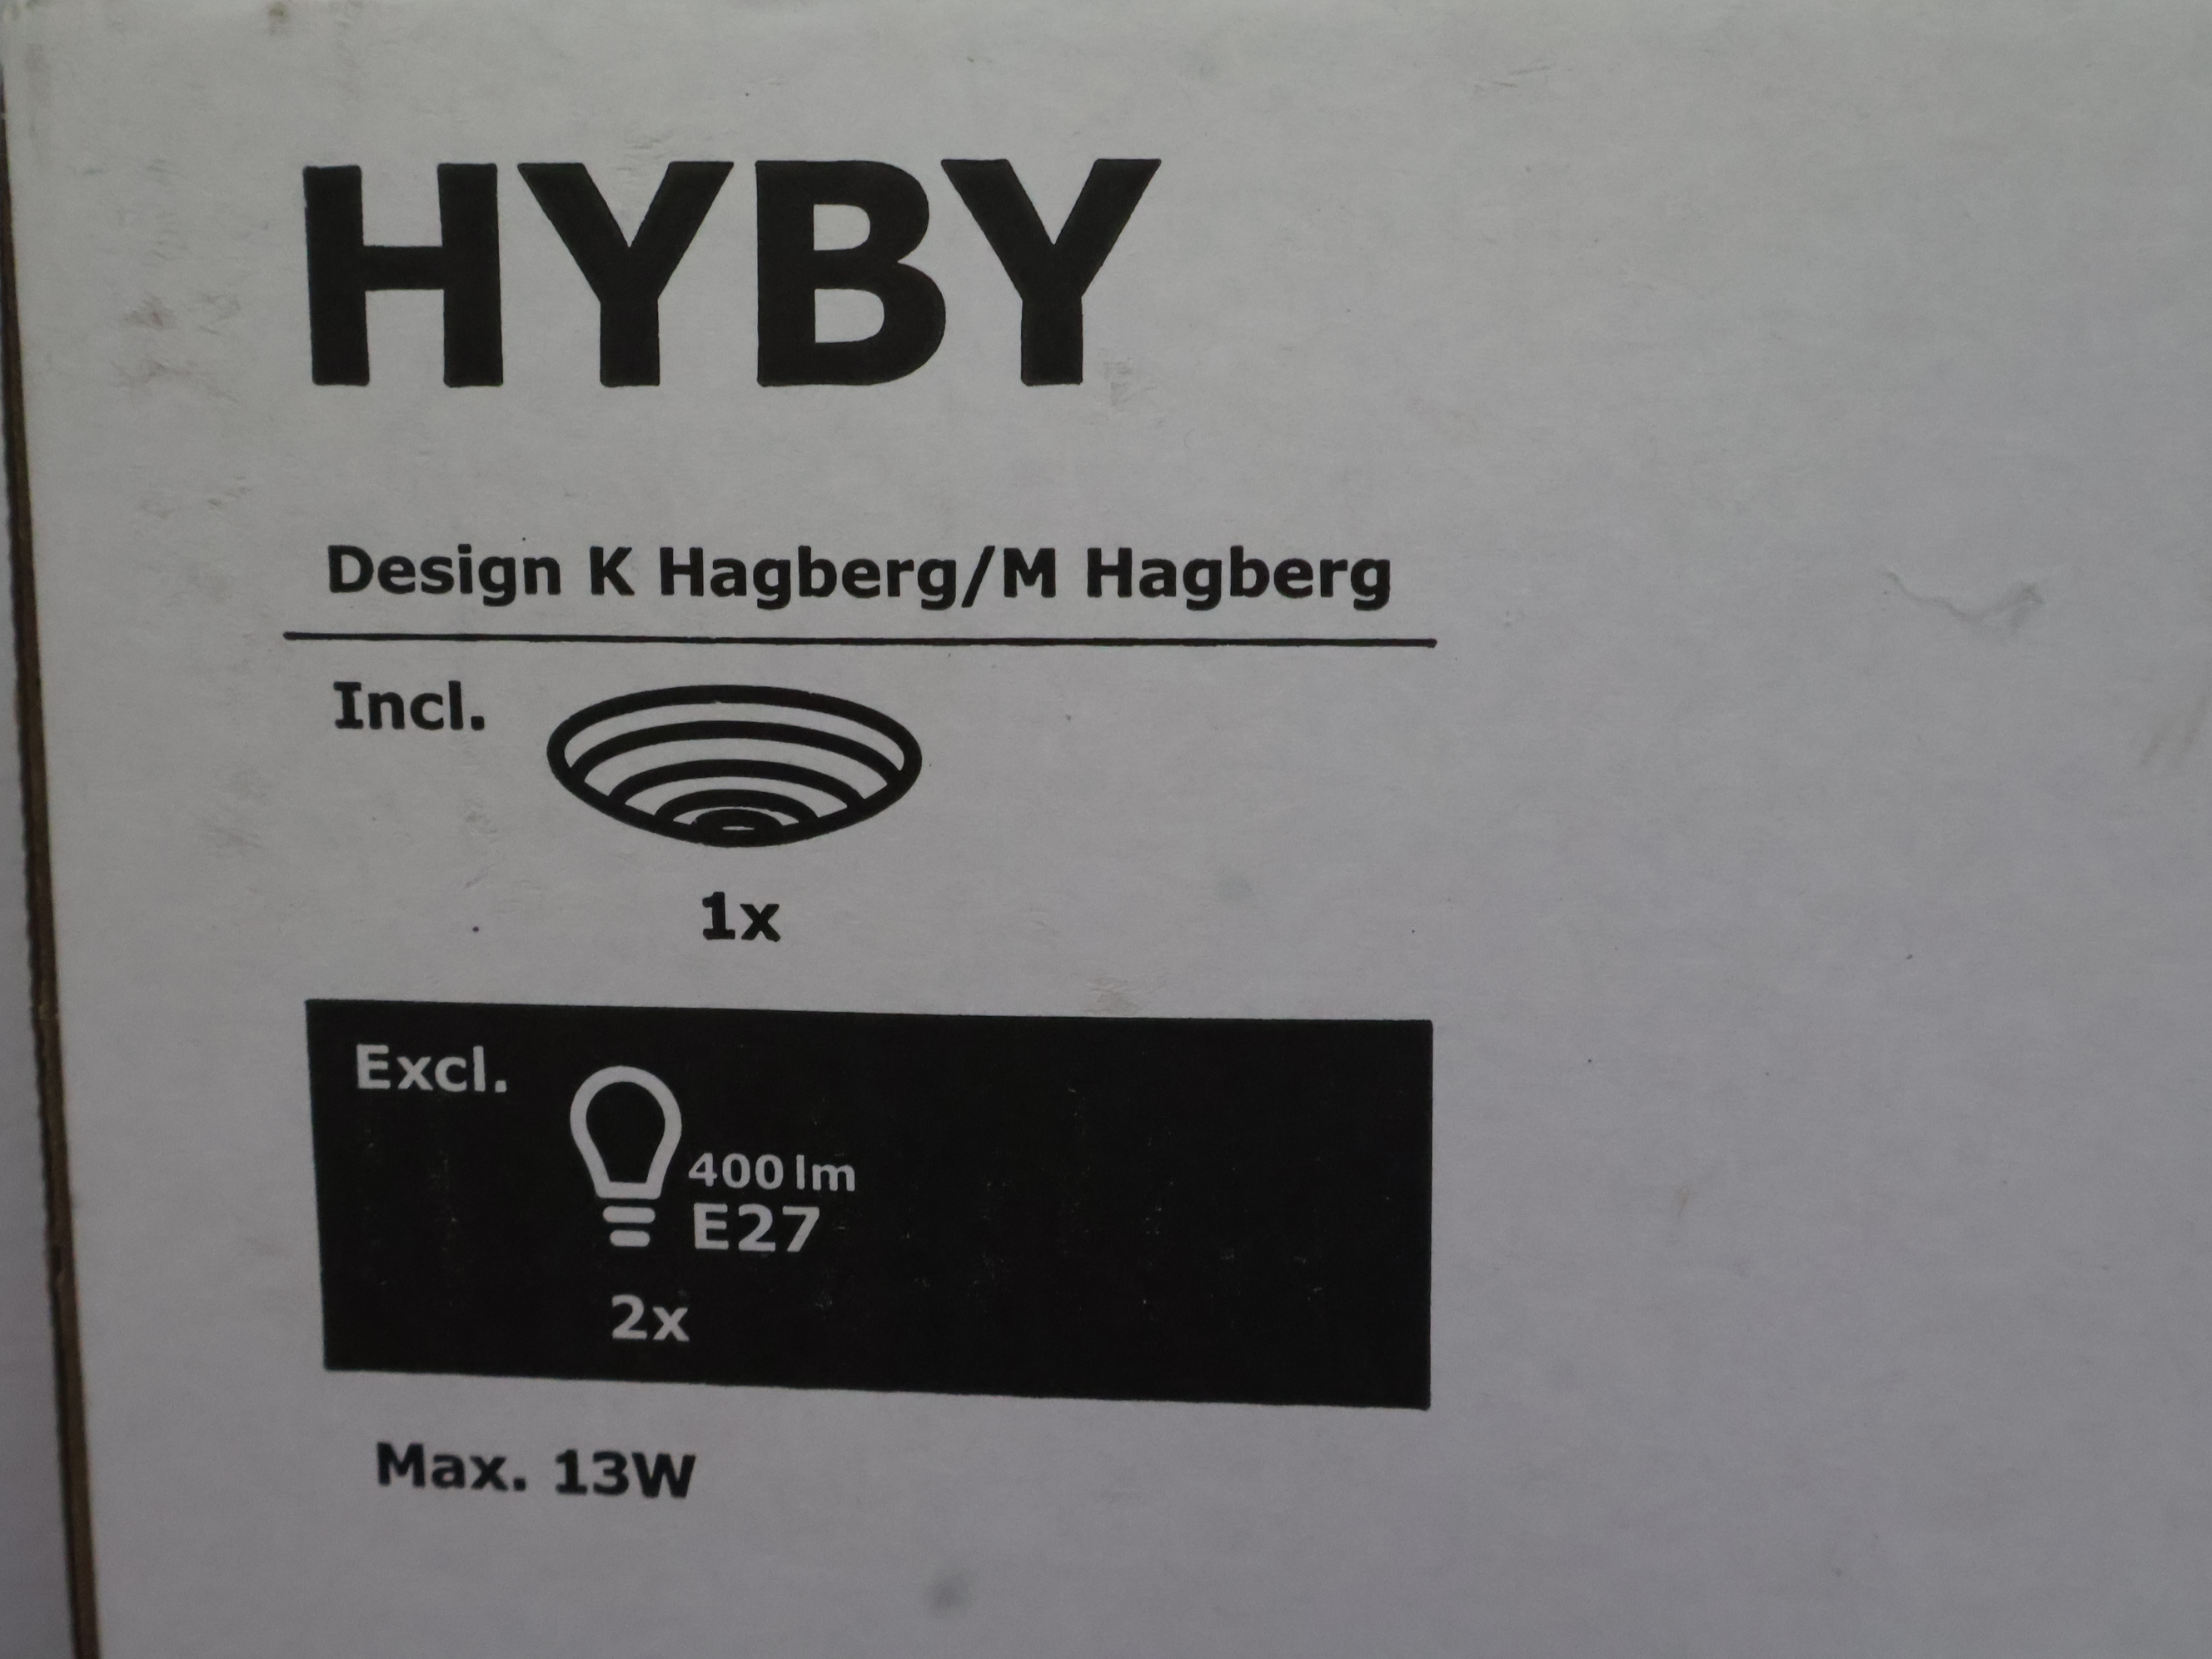 HYBY
Design K Hagberg/M Hagberg
Incl.
1x
Excl.
400 lm
E27
2x
Max. 13W